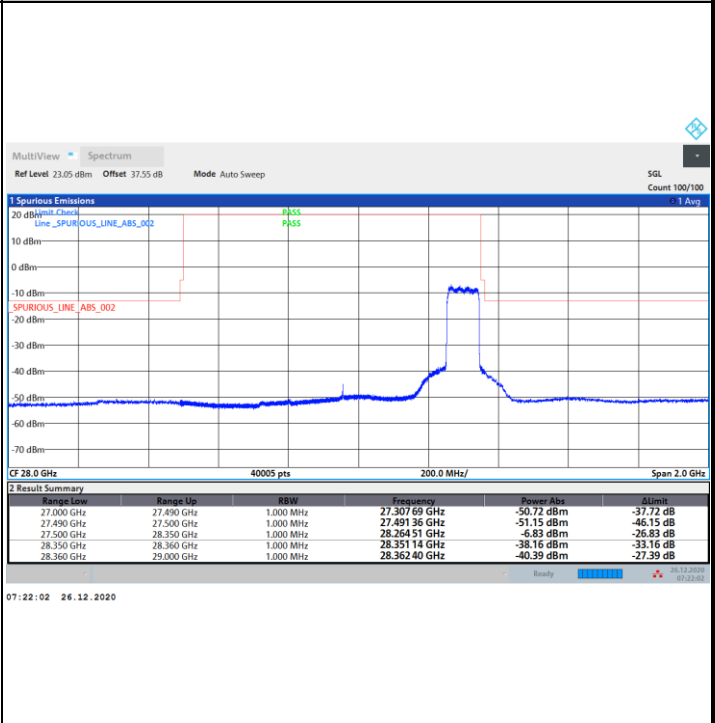 MultiView Spectrum
Ref Level 23.05 dBm Offset 37.55 dB Mode Auto Sweep SGL
Count 100/100
1 Spurious Emissions 1 Avg
20 dBm Limit Check PASS
Line _SPURIOUS_LINE_ABS_002 PASS
10 dBm
0 dBm
-10 dBm
_SPURIOUS_LINE_ABS_002
-20 dBm
-30 dBm
-40 dBm
-50 dBm
-60 dBm
-70 dBm
CF 28.0 GHz 40005 pts 200.0 MHz/ Span 2.0 GHz
2 Result Summary
Range Low Range Up RBW Frequency Power Abs ΔLimit
27.000 GHz 27.490 GHz 1.000 MHz 27.307 69 GHz -50.72 dBm -37.72 dB
27.490 GHz 27.500 GHz 1.000 MHz 27.491 36 GHz -51.15 dBm -46.15 dB
27.500 GHz 28.350 GHz 1.000 MHz 28.264 51 GHz -6.83 dBm -26.83 dB
28.350 GHz 28.360 GHz 1.000 MHz 28.351 14 GHz -38.16 dBm -33.16 dB
28.360 GHz 29.000 GHz 1.000 MHz 28.362 40 GHz -40.39 dBm -27.39 dB
Ready 26.12.2020
07:22:02
07:22:02 26.12.2020